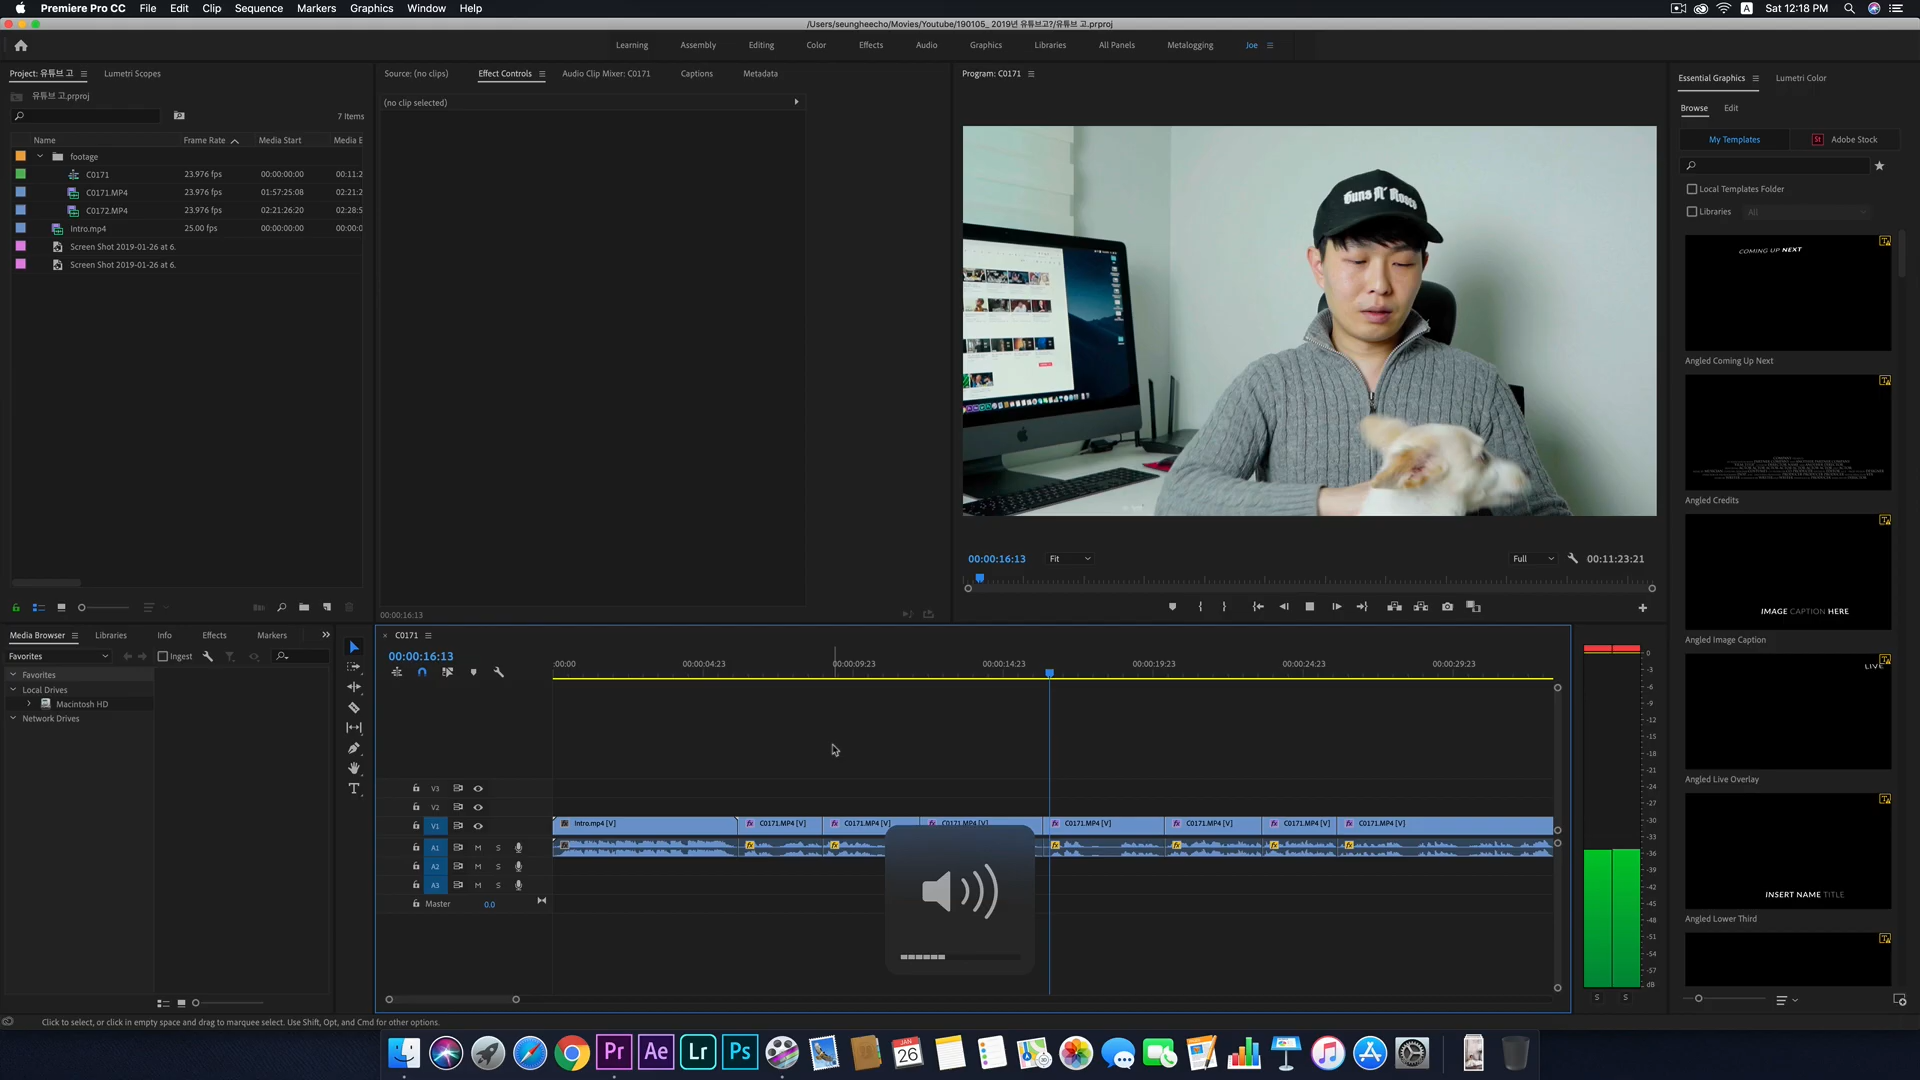 Premiere Pro CC File Edit Clip Sequence Markers Graphics Window Help
A Sat 12:18 PM
/Users/seungheecho/Movies/Youtube/190105_ 2019년 유튜브고?/유튜브 고.prproj
Learning Assembly Editing Color Effects Audio Graphics Libraries All Panels Metalogging Joe
Project: 유튜브 고
Lumetri Scopes
유튜브 고.prproj
7 Items
Name Frame Rate Media Start Media E
footage
C0171 23.976 fps 00:00:00:00 00:11:2
C0171.MP4 23.976 fps 01:57:25:08 02:21:2
C0172.MP4 23.976 fps 02:21:26:20 02:28:5
Intro.mp4 25.00 fps 00:00:00:00 00:00:0
Screen Shot 2019-01-26 at 6.
Screen Shot 2019-01-26 at 6.
Source: (no clips) Effect Controls Audio Clip Mixer: C0171 Captions Metadata
(no clip selected)
00:00:16:13
Program: C0171
Guns N' Roses
00:00:16:13 Fit Full 00:11:23:21
Essential Graphics Lumetri Color
Browse Edit
My Templates St Adobe Stock
Local Templates Folder
Libraries All
COMING UP NEXT
Angled Coming Up Next
Angled Credits
IMAGE CAPTION HERE
Angled Image Caption
LIVE
Angled Live Overlay
INSERT NAME TITLE
Angled Lower Third
Media Browser Libraries Info Effects Markers
Favorites Ingest
Favorites
Local Drives
Macintosh HD
Network Drives
C0171
00:00:16:13
:00:00 00:00:04:23 00:00:09:23 00:00:14:23 00:00:19:23 00:00:24:23 00:00:29:23
V3
V2
V1
Intro.mp4 [V] C0171.MP4 [V] C0171.MP4 [V] C0171.MP4 [V] C0171.MP4 [V] C0171.MP4 [V] C0171.MP4 [V] C0171.MP4 [V]
A1 M S
A2 M S
A3 M S
Master 0.0
0
-3
-6
-9
-12
-15
-18
-21
-24
-27
-30
-33
-36
-39
-42
-45
-48
-51
-54
-57
dB
S S
Click to select, or click in empty space and drag to marquee select. Use Shift, Opt, and Cmd for other options.
Pr Ae Lr Ps
JAN
26